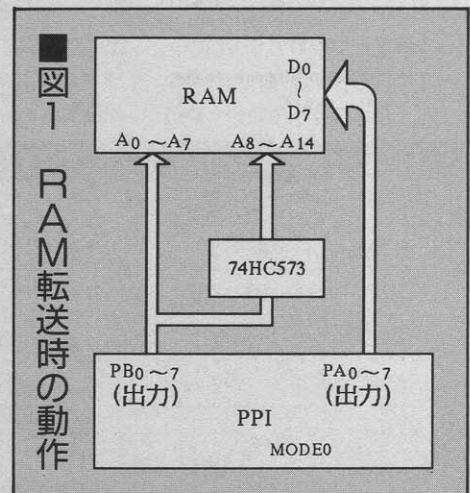 ■図1 RAM転送時の動作
RAM
D0
~
D7
A0 ~A7 A8 ~ A14
74HC573
PB0 ~7 PA0~7
(出力) (出力)
PPI
MODE0